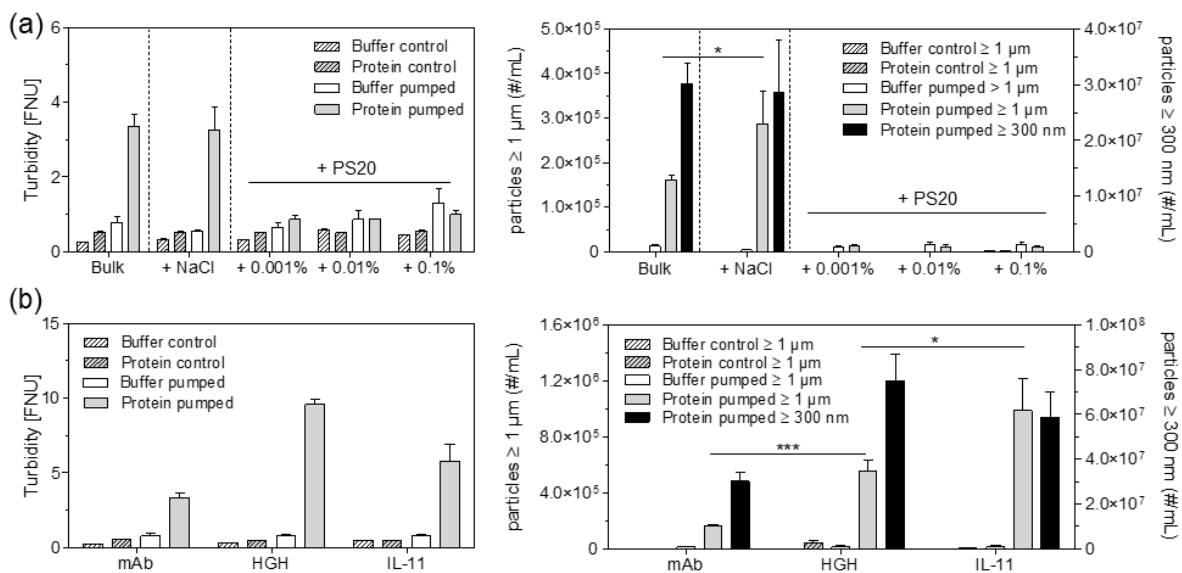 (a)
Turbidity [FNU]
6
4
2
0
Buffer control
Protein control
Buffer pumped
Protein pumped
+ PS20
Bulk
+ NaCl
+ 0.001%
+ 0.01%
+ 0.1%
particles ≥ 1 µm (#/mL)
5.0×10⁵
4.0×10⁵
3.0×10⁵
2.0×10⁵
1.0×10⁵
0
*
Buffer control ≥ 1 µm
Protein control ≥ 1 µm
Buffer pumped > 1 µm
Protein pumped ≥ 1 µm
Protein pumped ≥ 300 nm
+ PS20
4.0×10⁷
3.0×10⁷
2.0×10⁷
1.0×10⁷
0
particles ≥ 300 nm (#/mL)
Bulk
+ NaCl
+ 0.001%
+ 0.01%
+ 0.1%
(b)
Turbidity [FNU]
15
10
5
0
Buffer control
Protein control
Buffer pumped
Protein pumped
mAb
HGH
IL-11
particles ≥ 1 µm (#/mL)
1.6×10⁶
1.2×10⁶
8.0×10⁵
4.0×10⁵
0
Buffer control ≥ 1 µm
Protein control ≥ 1 µm
Buffer pumped ≥ 1 µm
Protein pumped ≥ 1 µm
Protein pumped ≥ 300 nm
*
***
1.0×10⁸
8.0×10⁷
6.0×10⁷
4.0×10⁷
2.0×10⁷
0
particles ≥ 300 nm (#/mL)
mAb
HGH
IL-11